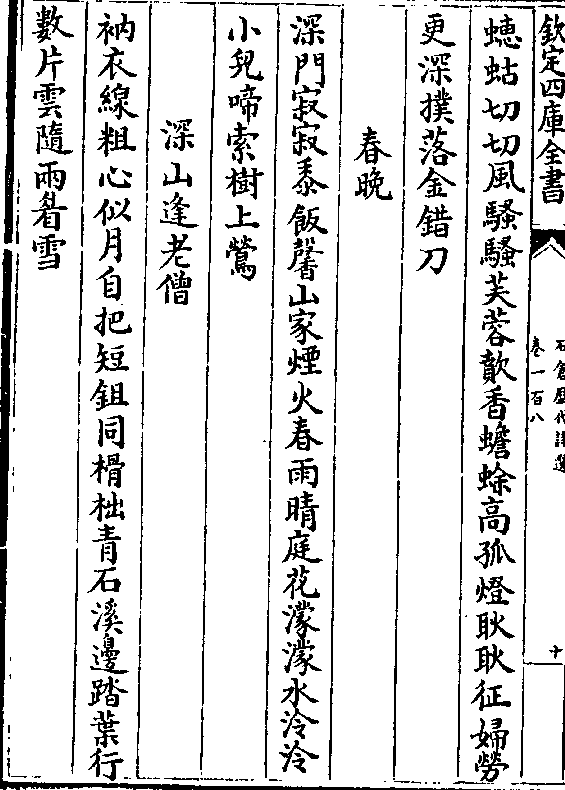 欽定四庫全書
石倉歷代詩選
卷一百八
十
蟪蛄切切風騷騷芙蓉歕香蟾蜍高孤燈耿耿征婦勞
更深撲落金錯刀
春晚
深門寂寂黍飯馨山家煙火春雨晴庭花濛濛水泠泠
小兒啼索樹上鶯
深山逢老僧
衲衣線粗心似月自把短鉏同榾柮青石溪邊踏葉行
數片雲隨兩眷雪